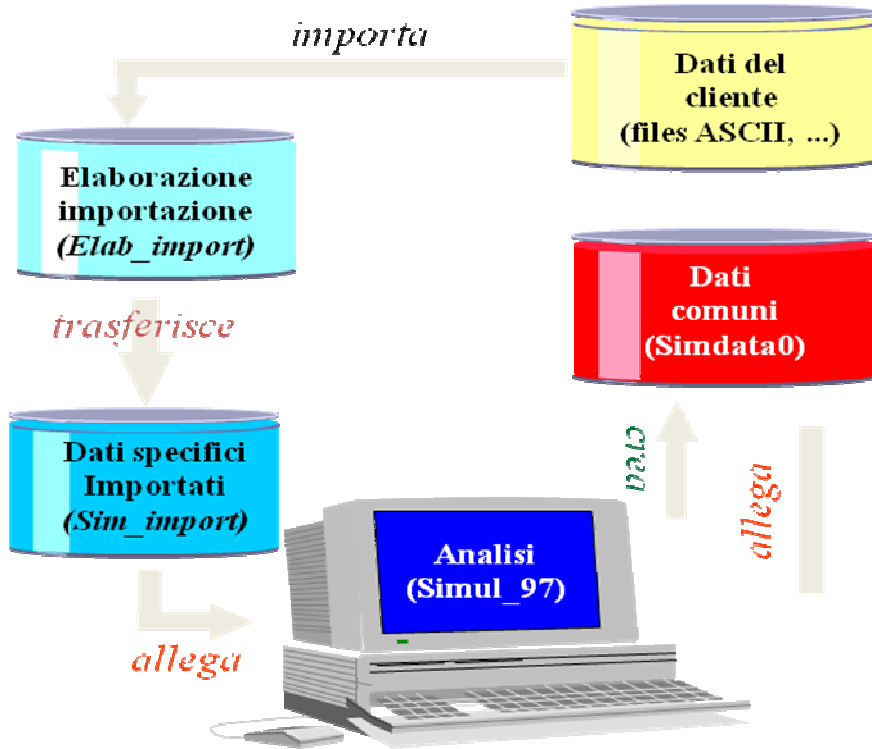 importa
Dati del
cliente
(files ASCII, ...)
Elaborazione
importazione
(Elab_import)
Dati
comuni
(Simdata0)
trasferisce
Dati specifici
Importati
(Sim_import)
crea
allega
Analisi
(Simul_97)
allega